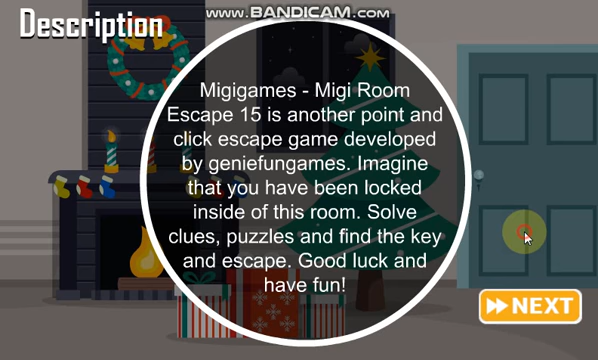 www.BANDICAM.com
Description
Migigames - Migi Room
Escape 15 is another point and
click escape game developed
by geniefungames. Imagine
that you have been locked
inside of this room. Solve
clues, puzzles and find the key
and escape. Good luck and
have fun!
NEXT